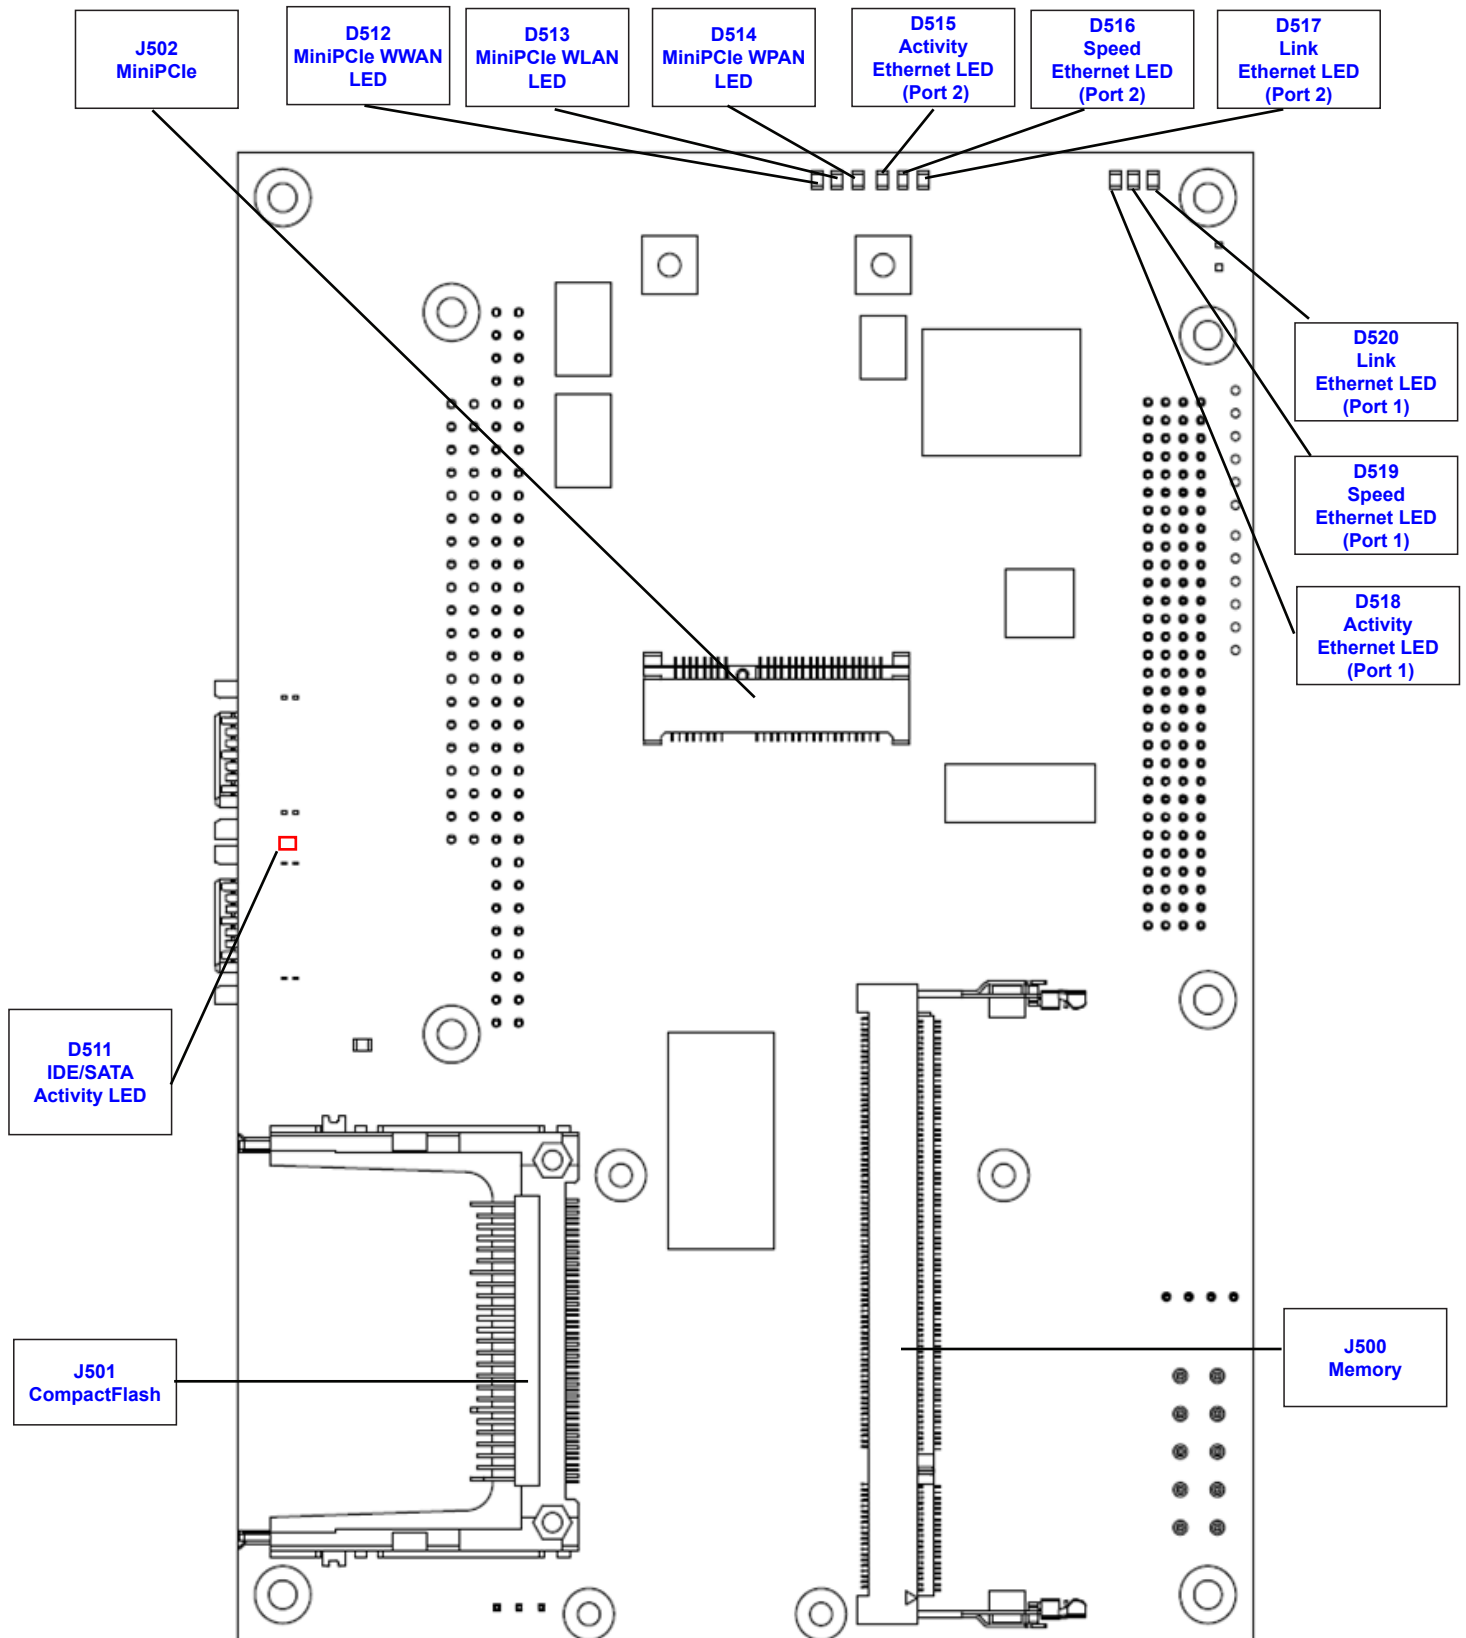 J502
MiniPCIe
D512
MiniPCIe WWAN
LED
D513
MiniPCIe WLAN
LED
D514
MiniPCIe WPAN
LED
D515
Activity
Ethernet LED
(Port 2)
D516
Speed
Ethernet LED
(Port 2)
D517
Link
Ethernet LED
(Port 2)
D520
Link
Ethernet LED
(Port 1)
D519
Speed
Ethernet LED
(Port 1)
D518
Activity
Ethernet LED
(Port 1)
D511
IDE/SATA
Activity LED
J501
CompactFlash
J500
Memory